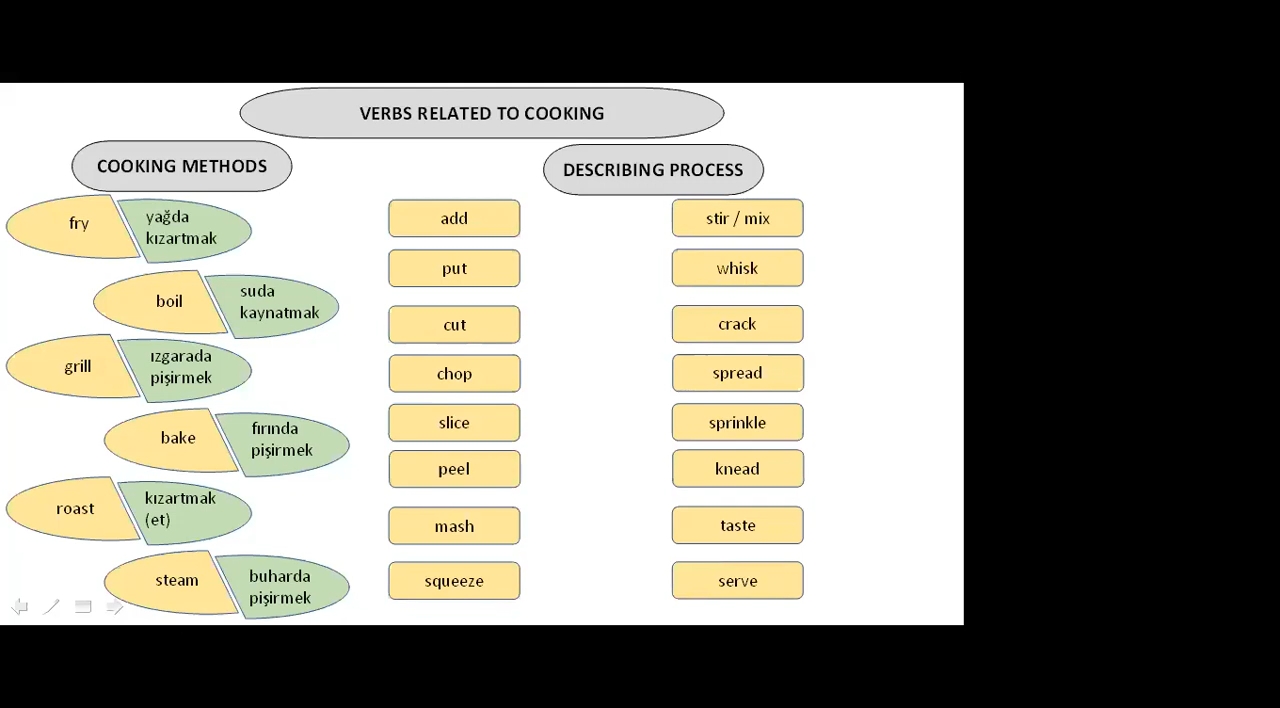 VERBS RELATED TO COOKING
COOKING METHODS
fry
yağda
kızartmak
boil
suda
kaynatmak
grill
ızgarada
pişirmek
bake
fırında
pişirmek
roast
kızartmak
(et)
steam
buharda
pişirmek
DESCRIBING PROCESS
add
put
cut
chop
slice
peel
mash
squeeze
stir / mix
whisk
crack
spread
sprinkle
knead
taste
serve